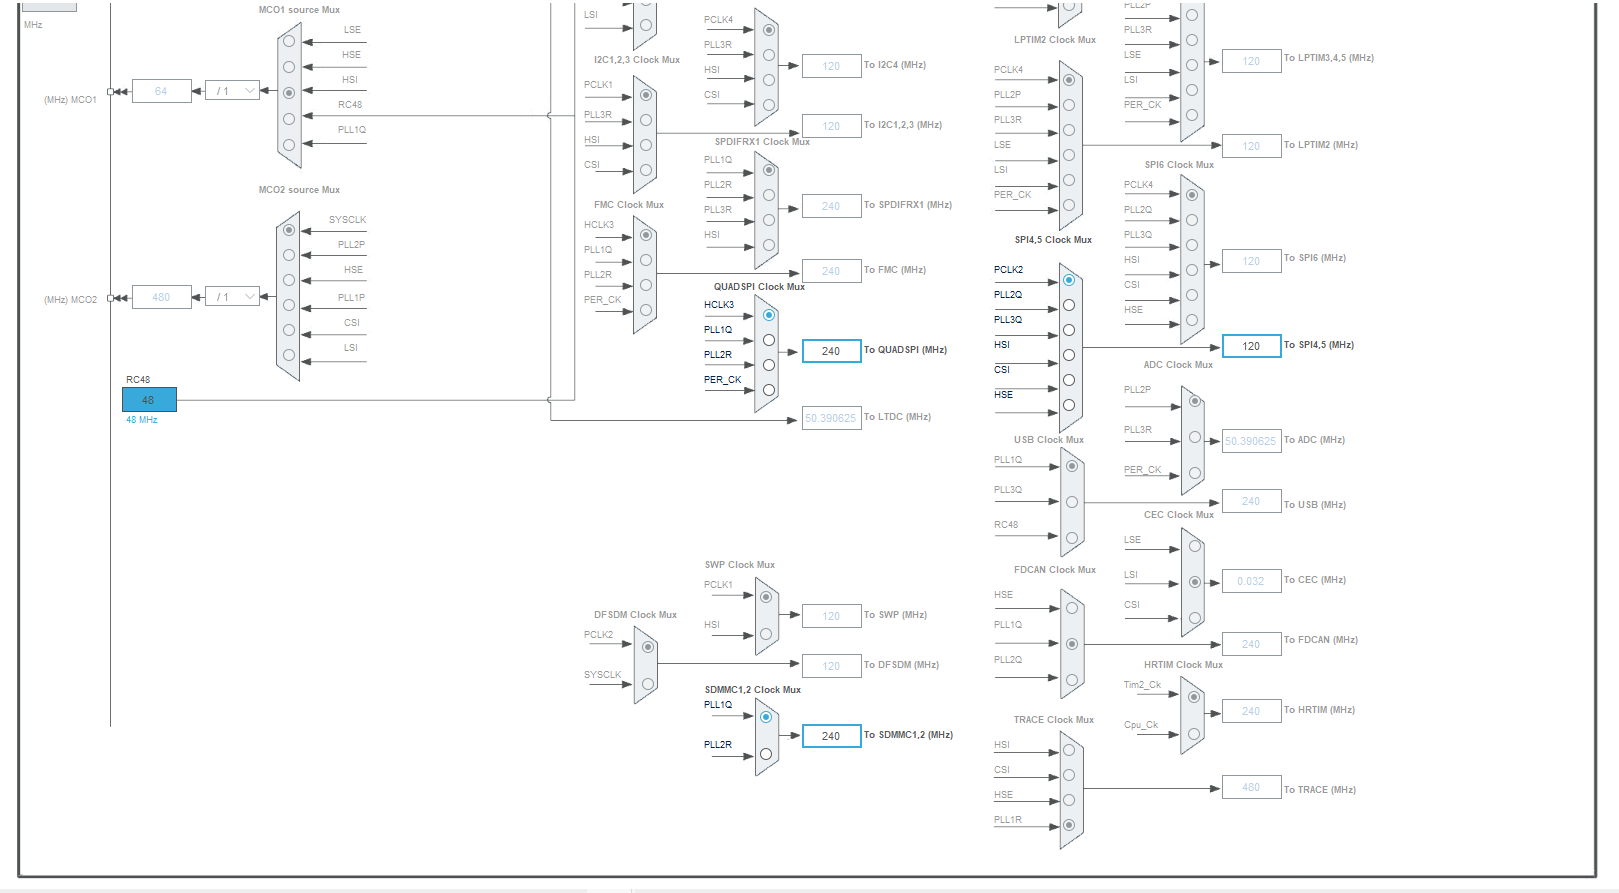 MHz
MCO1 source Mux
LSE
HSE
HSI
RC48
PLL1Q
(MHz) MCO1
64
/ 1
MCO2 source Mux
SYSCLK
PLL2P
HSE
PLL1P
CSI
LSI
(MHz) MCO2
480
/ 1
RC48
48
48 MHz
LSI
I2C1,2,3 Clock Mux
PCLK1
PLL3R
HSI
CSI
120
To I2C1,2,3 (MHz)
FMC Clock Mux
HCLK3
PLL1Q
PLL2R
PER_CK
240
To FMC (MHz)
PCLK4
PLL3R
HSI
CSI
120
To I2C4 (MHz)
SPDIFRX1 Clock Mux
PLL1Q
PLL2R
PLL3R
HSI
240
To SPDIFRX1 (MHz)
QUADSPI Clock Mux
HCLK3
PLL1Q
PLL2R
PER_CK
240
To QUADSPI (MHz)
50.390625
To LTDC (MHz)
SWP Clock Mux
PCLK1
HSI
120
To SWP (MHz)
DFSDM Clock Mux
PCLK2
SYSCLK
120
To DFSDM (MHz)
SDMMC1,2 Clock Mux
PLL1Q
PLL2R
240
To SDMMC1,2 (MHz)
LPTIM2 Clock Mux
PCLK4
PLL2P
PLL3R
LSE
LSI
PER_CK
120
To LPTIM2 (MHz)
PLL2P
PLL3R
LSE
LSI
PER_CK
120
To LPTIM3,4,5 (MHz)
SPI6 Clock Mux
PCLK4
PLL2Q
PLL3Q
HSI
CSI
HSE
120
To SPI6 (MHz)
SPI4,5 Clock Mux
PCLK2
PLL2Q
PLL3Q
HSI
CSI
HSE
120
To SPI4,5 (MHz)
ADC Clock Mux
PLL2P
PLL3R
PER_CK
50.390625
To ADC (MHz)
USB Clock Mux
PLL1Q
PLL3Q
RC48
240
To USB (MHz)
CEC Clock Mux
LSE
LSI
CSI
0.032
To CEC (MHz)
FDCAN Clock Mux
HSE
PLL1Q
PLL2Q
240
To FDCAN (MHz)
HRTIM Clock Mux
Tim2_Ck
Cpu_Ck
240
To HRTIM (MHz)
TRACE Clock Mux
HSI
CSI
HSE
PLL1R
480
To TRACE (MHz)